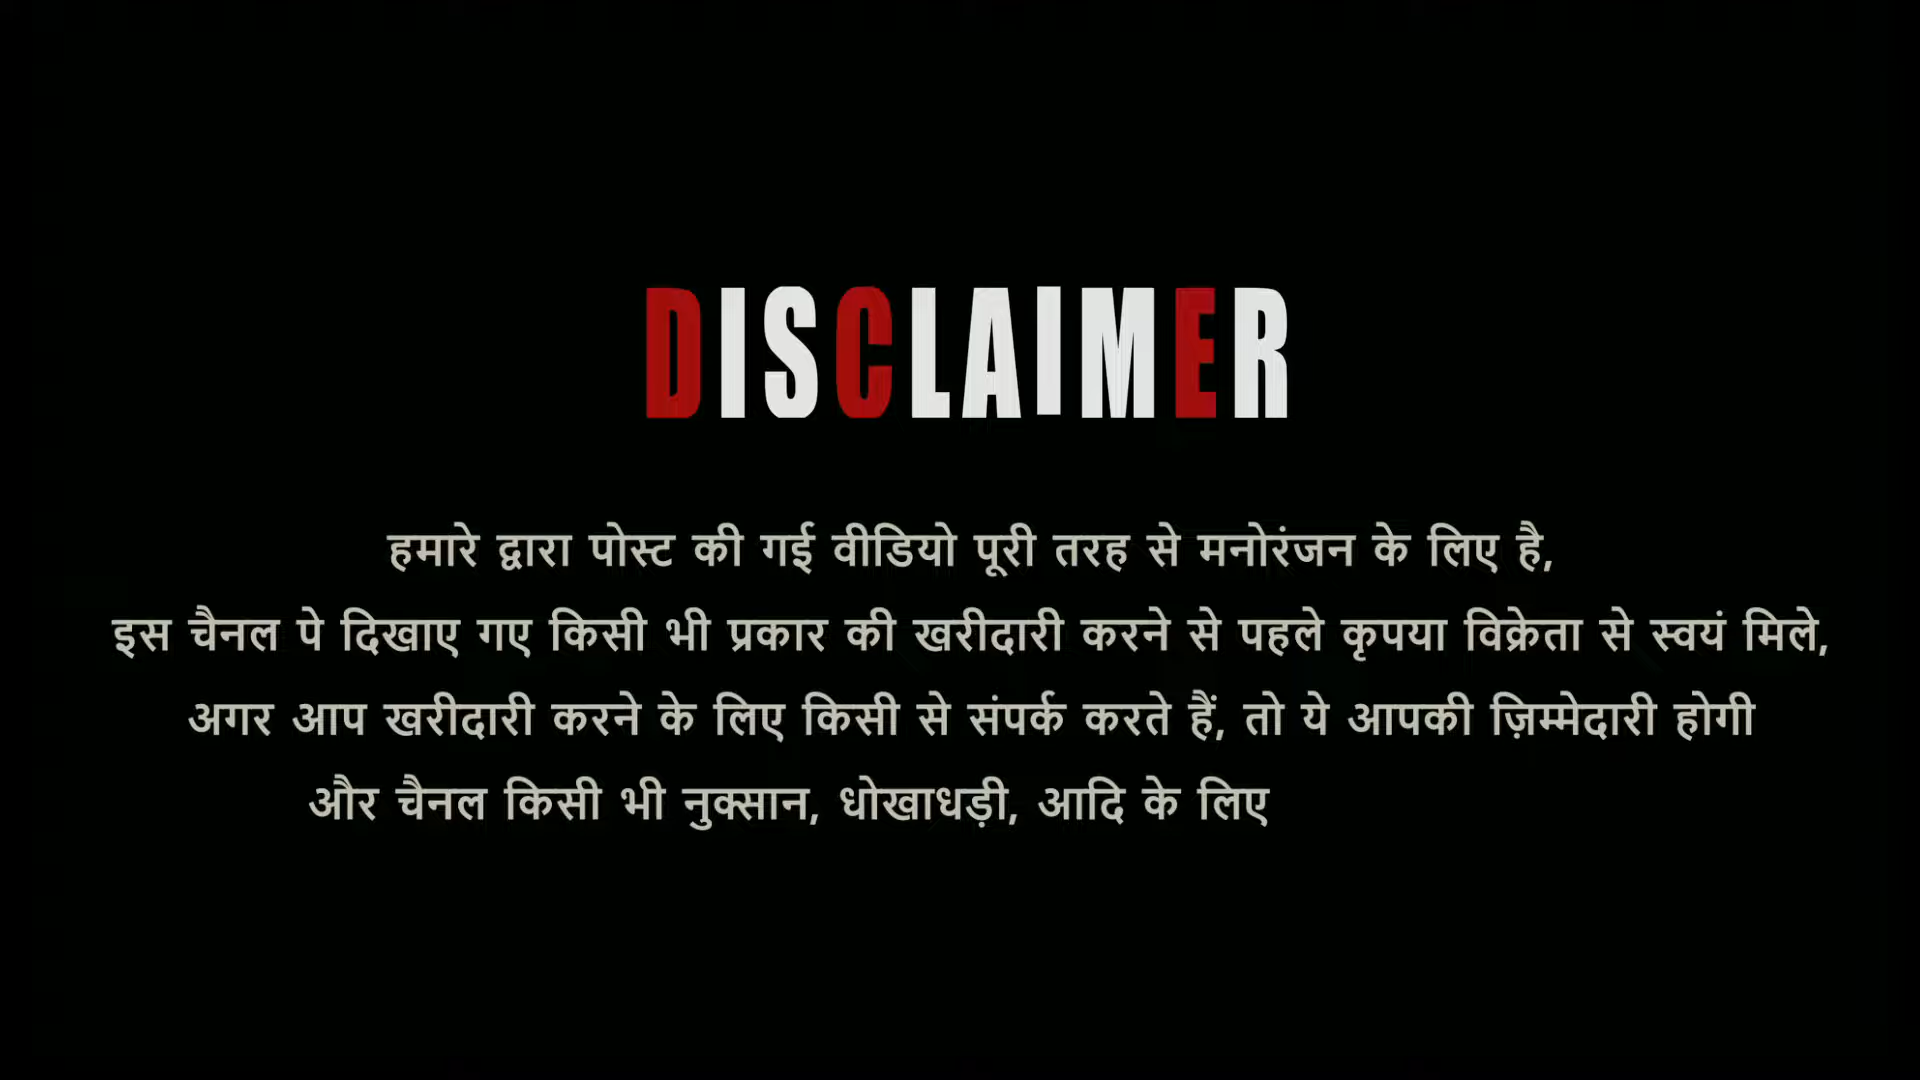 DISCLAIMER
हमारे द्वारा पोस्ट की गई वीडियो पूरी तरह से मनोरंजन के लिए है,
इस चैनल पे दिखाए गए किसी भी प्रकार की खरीदारी करने से पहले कृपया विक्रेता से स्वयं मिले,
अगर आप खरीदारी करने के लिए किसी से संपर्क करते हैं, तो ये आपकी ज़िम्मेदारी होगी
और चैनल किसी भी नुक्सान, धोखाधड़ी, आदि के लिए